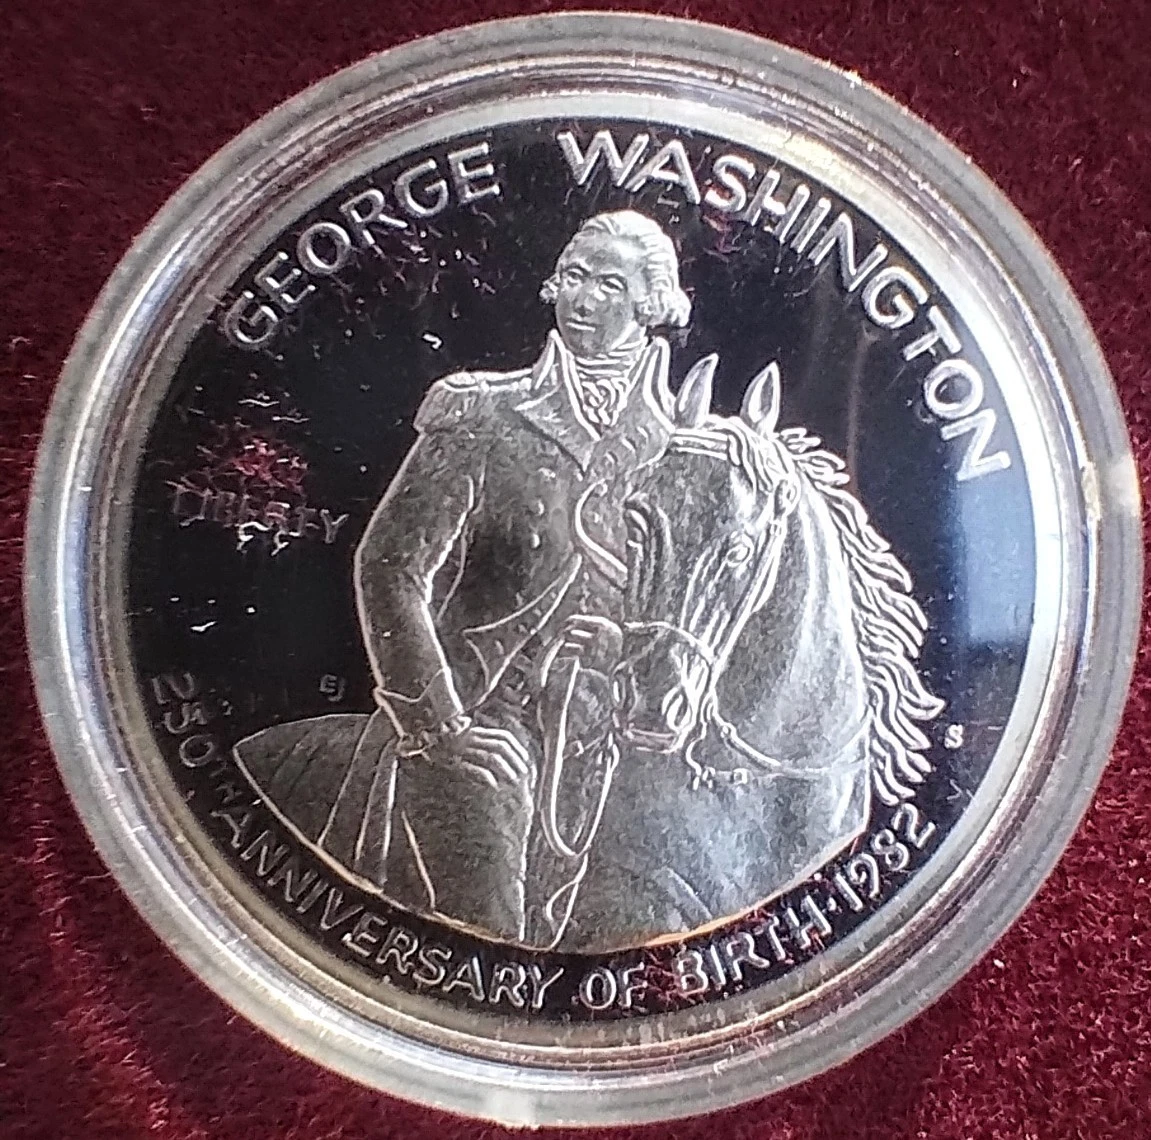 GEORGE WASHINGTON
LIBERTY
EJ
S
250TH ANNIVERSARY OF BIRTH·1982